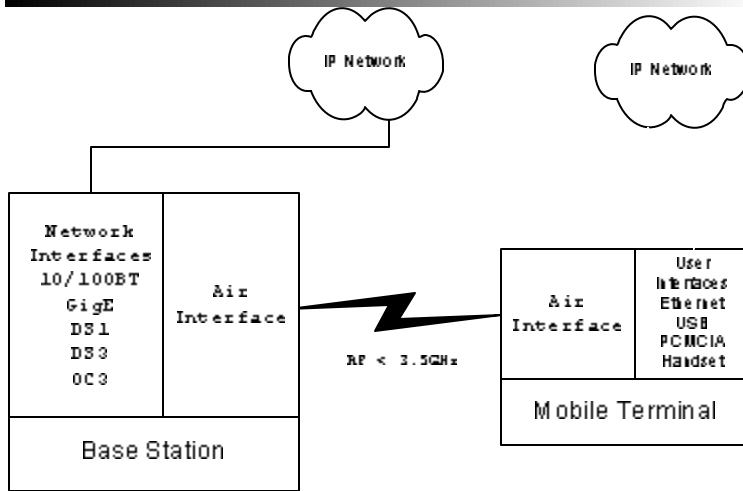 IP Network
IP Network
Network
Interfaces
10/100BT
GigE
DS1
DS3
OC3
Air
Interface
Base Station
RF < 3.5GHz
Air
Interface
User
Interfaces
Ethernet
USB
PCMCIA
Handset
Mobile Terminal